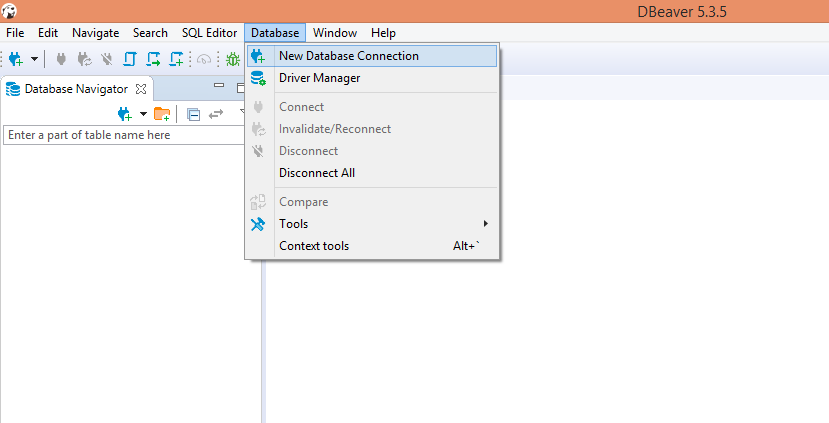 DBeaver 5.3.5
File Edit Navigate Search SQL Editor Database Window Help
New Database Connection
Driver Manager
Database Navigator
Connect
Enter a part of table name here
Invalidate/Reconnect
Disconnect
Disconnect All
Compare
Tools
Context tools Alt+`